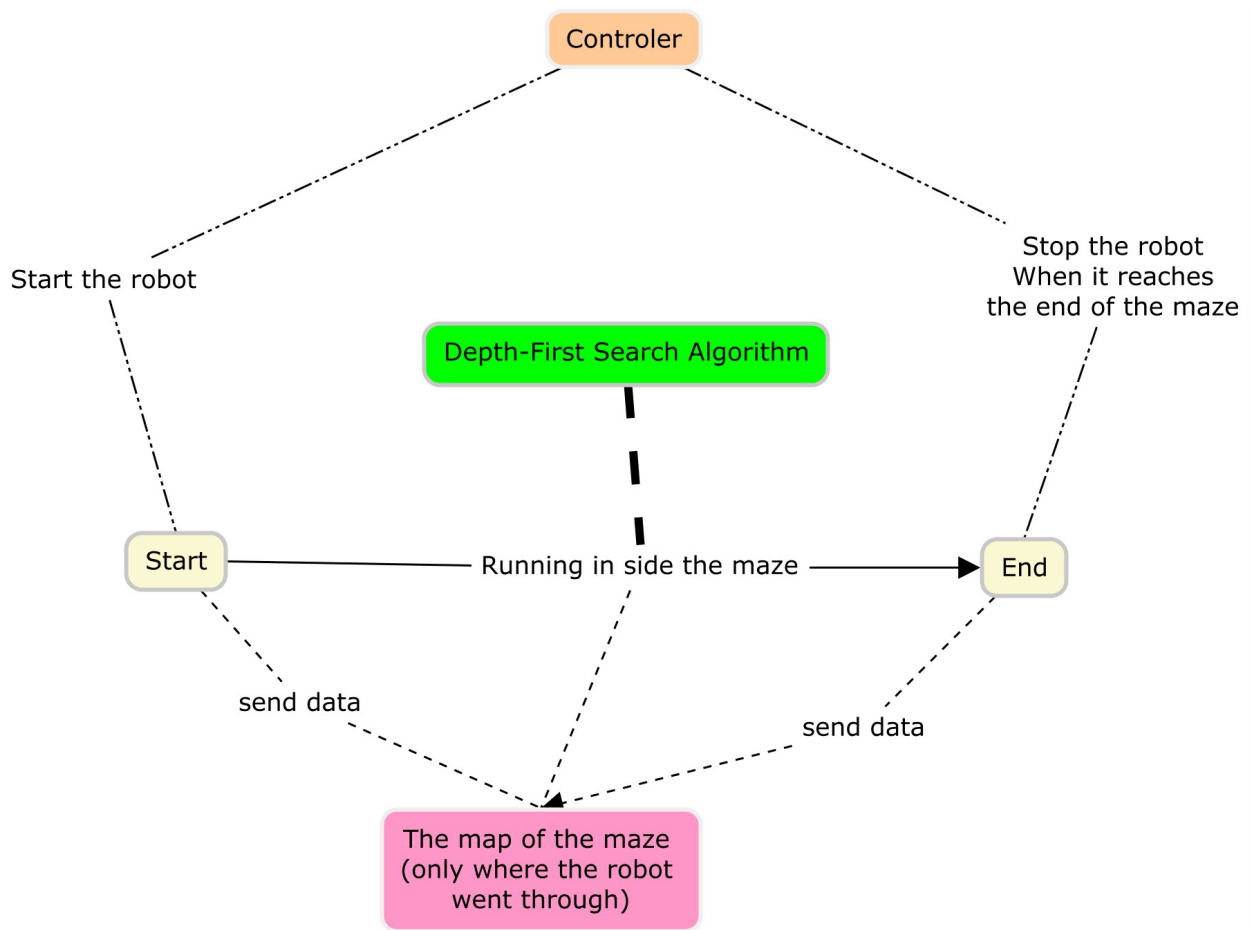 Controler
Start the robot
Stop the robot
When it reaches
the end of the maze
Depth-First Search Algorithm
Start
Running in side the maze
End
send data
send data
The map of the maze
(only where the robot
went through)